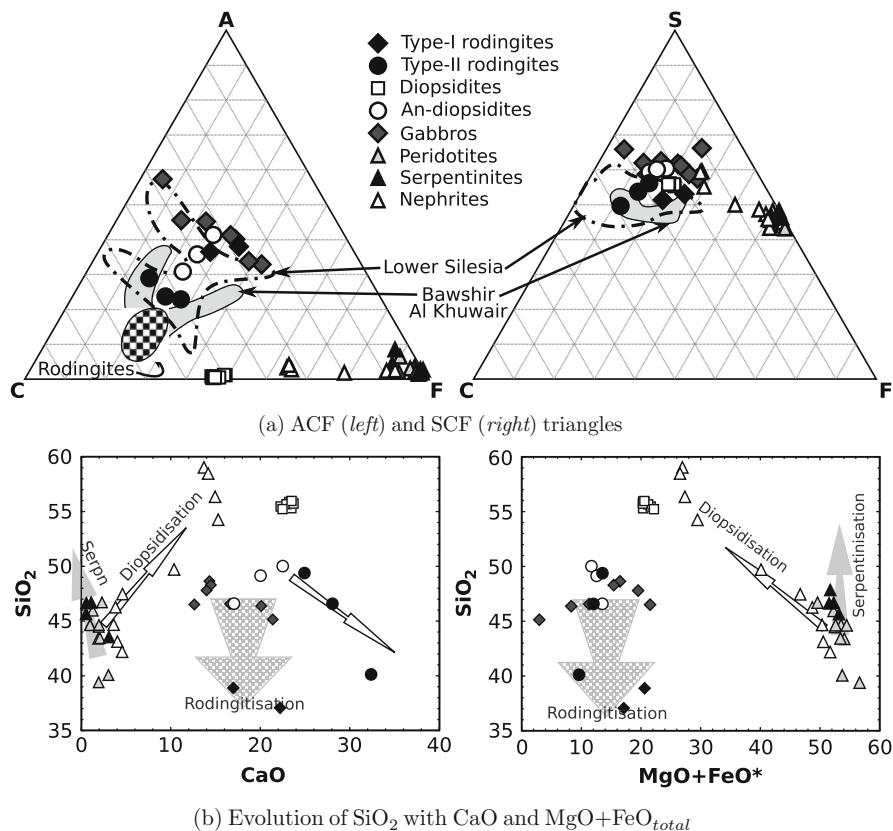 A
S
Type-I rodingites
Type-II rodingites
Diopsidites
An-diopsidites
Gabbros
Peridotites
Serpentinites
Nephrites
Lower Silesia
Bawshir
Al Khuwair
Rodingites
C
F
C
F
(a) ACF (left) and SCF (right) triangles
60
55
50
45
40
35
SiO2
Serpn
Diopsidisation
Rodingitisation
0
10
20
30
40
CaO
60
55
50
45
40
35
SiO2
Diopsidisation
Serpentinisation
Rodingitisation
0
10
20
30
40
50
60
MgO+FeO*
(b) Evolution of SiO2 with CaO and MgO+FeOtotal